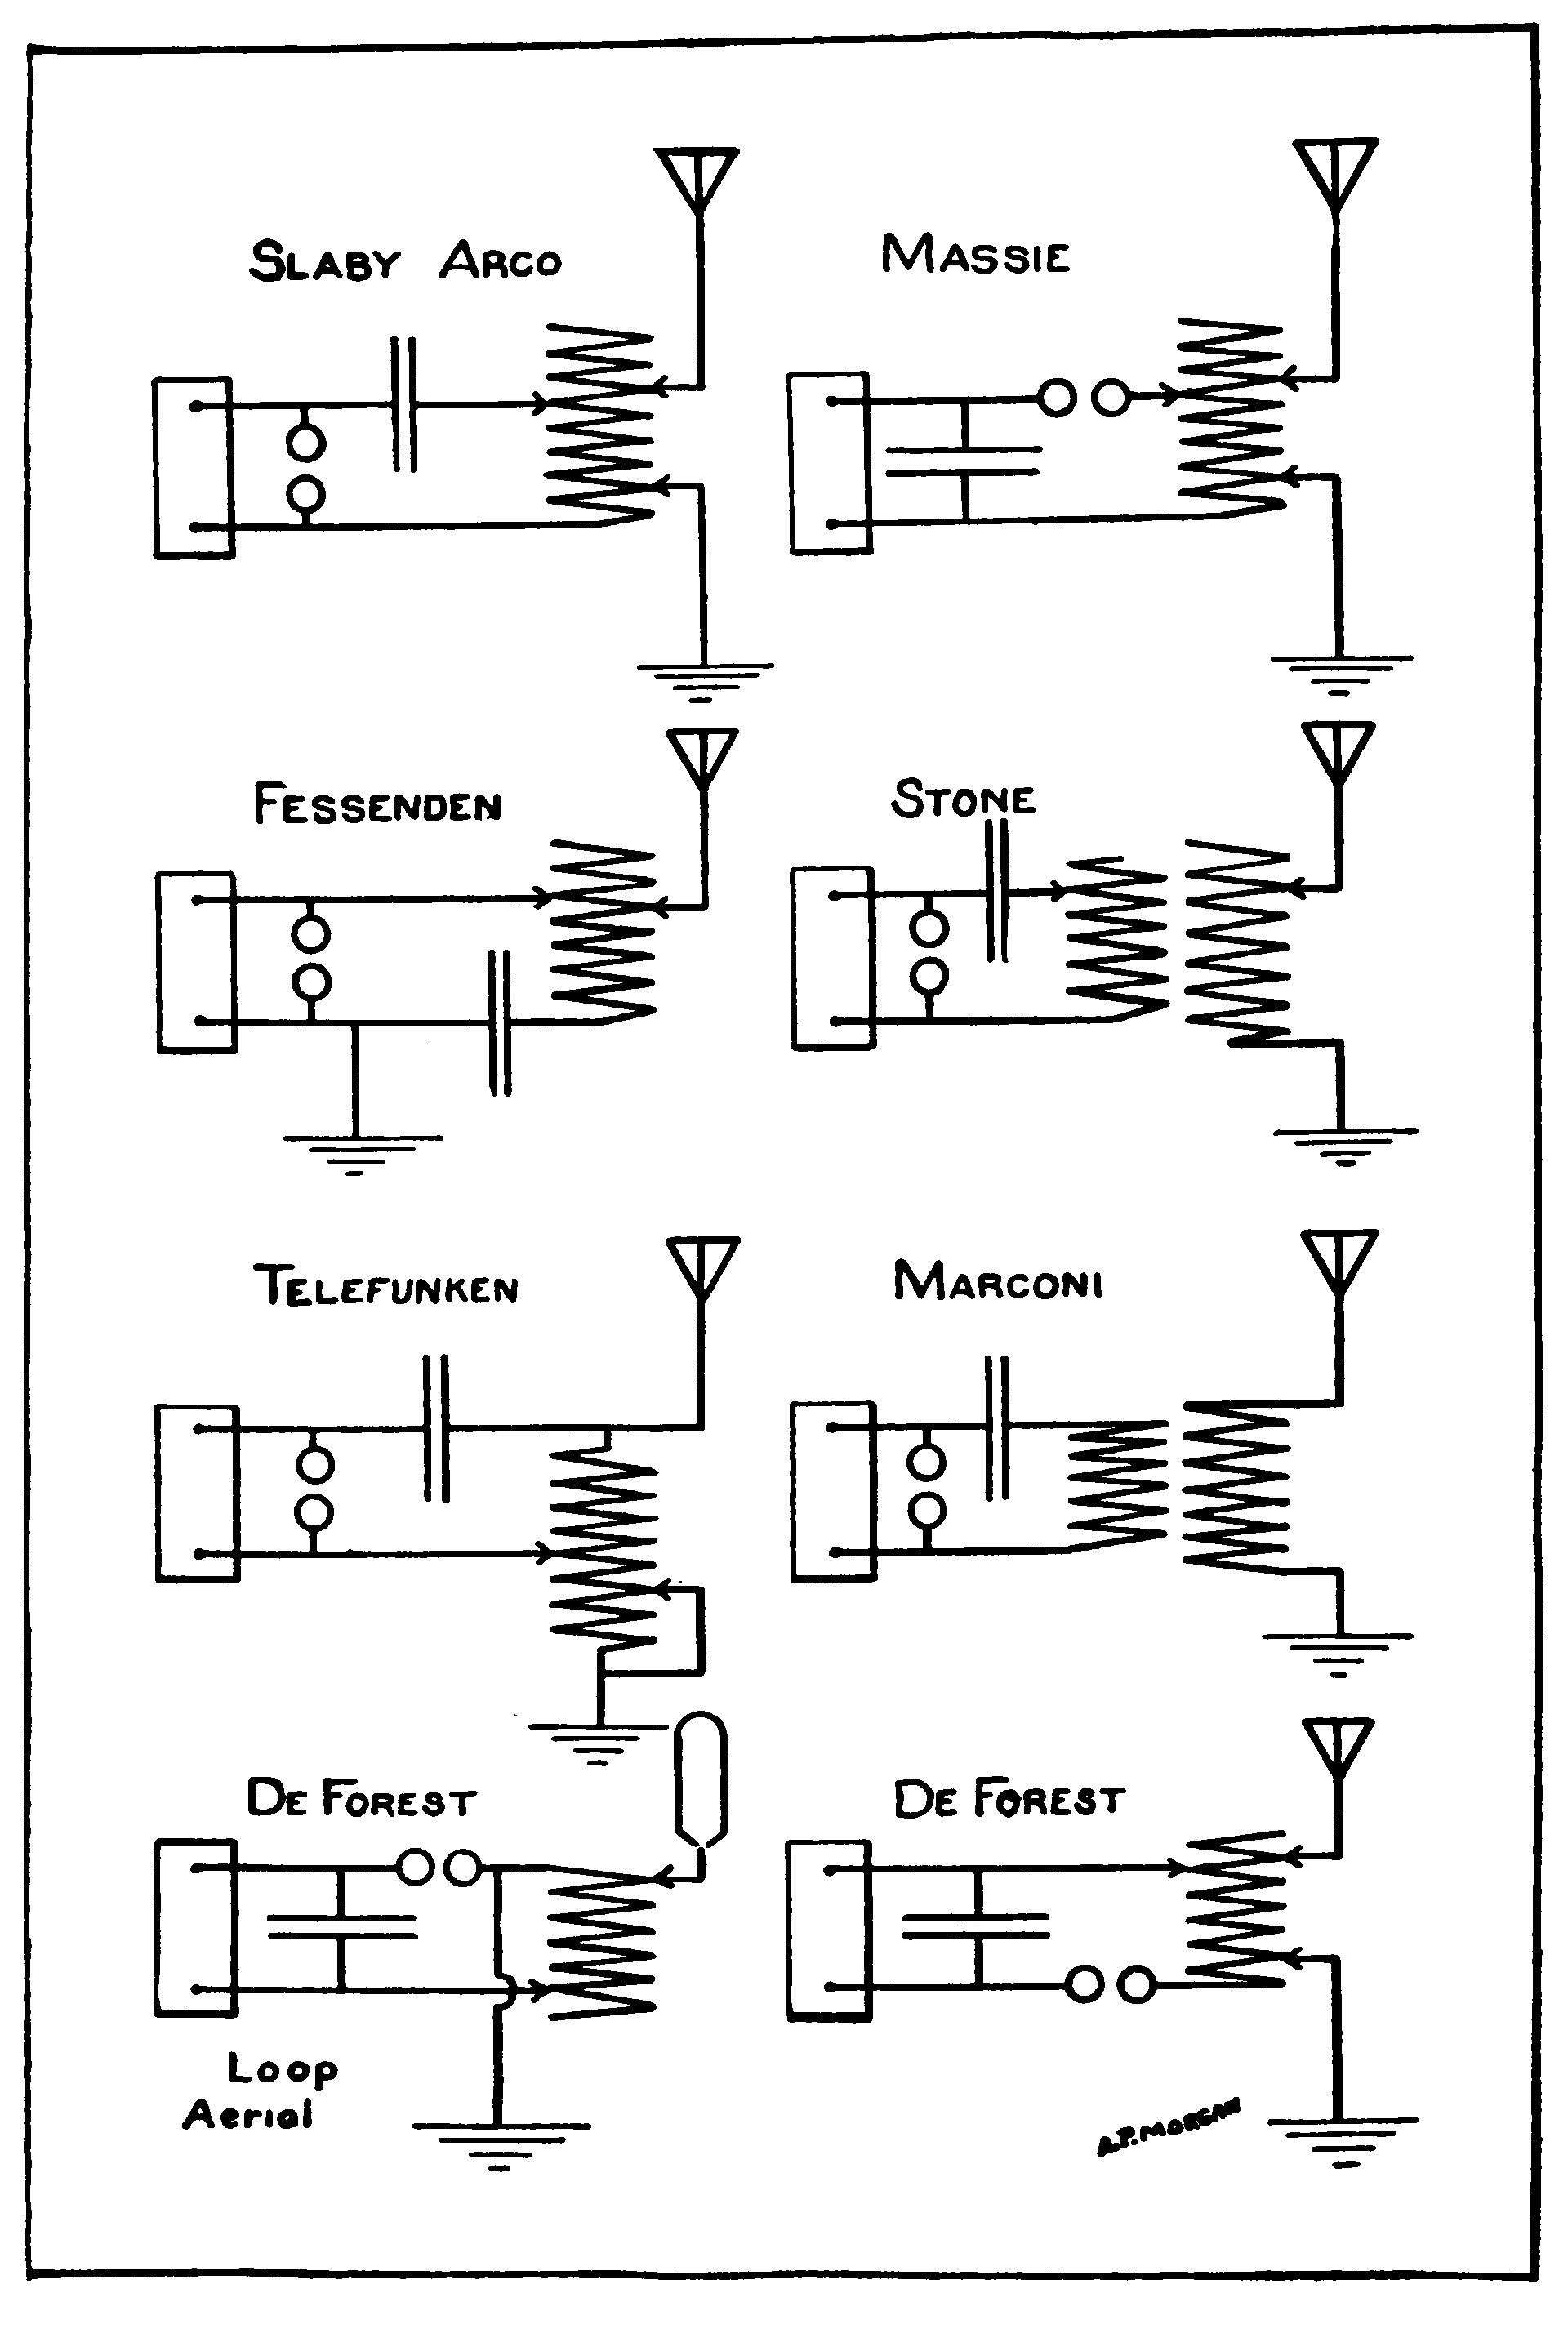 SLABY ARCO
MASSIE
FESSENDEN
STONE
TELEFUNKEN
MARCONI
DE FOREST
DE FOREST
Loop
Aerial
A.P. MORGAN